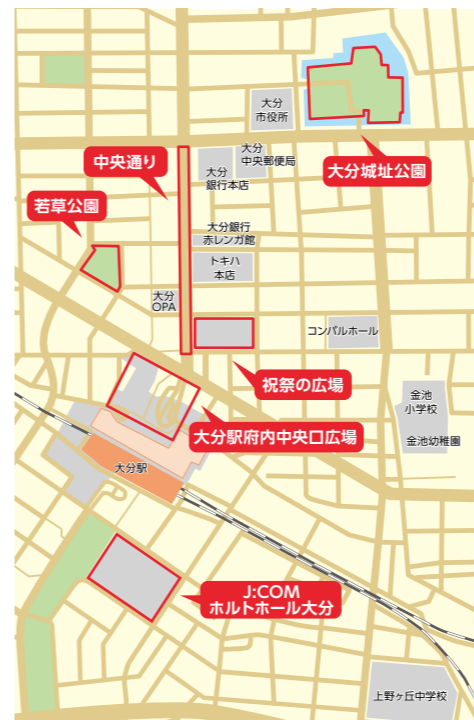 大分
市役所
大分
中央郵便局
中央通り
大分
銀行本店
大分城址公園
若草公園
大分銀行
赤レンガ館
トキハ
本店
大分
OPA
コンパルホール
祝祭の広場
金池
小学校
大分駅府内中央口広場
金池幼稚園
大分駅
J:COM
ホルトホール大分
上野ヶ丘中学校